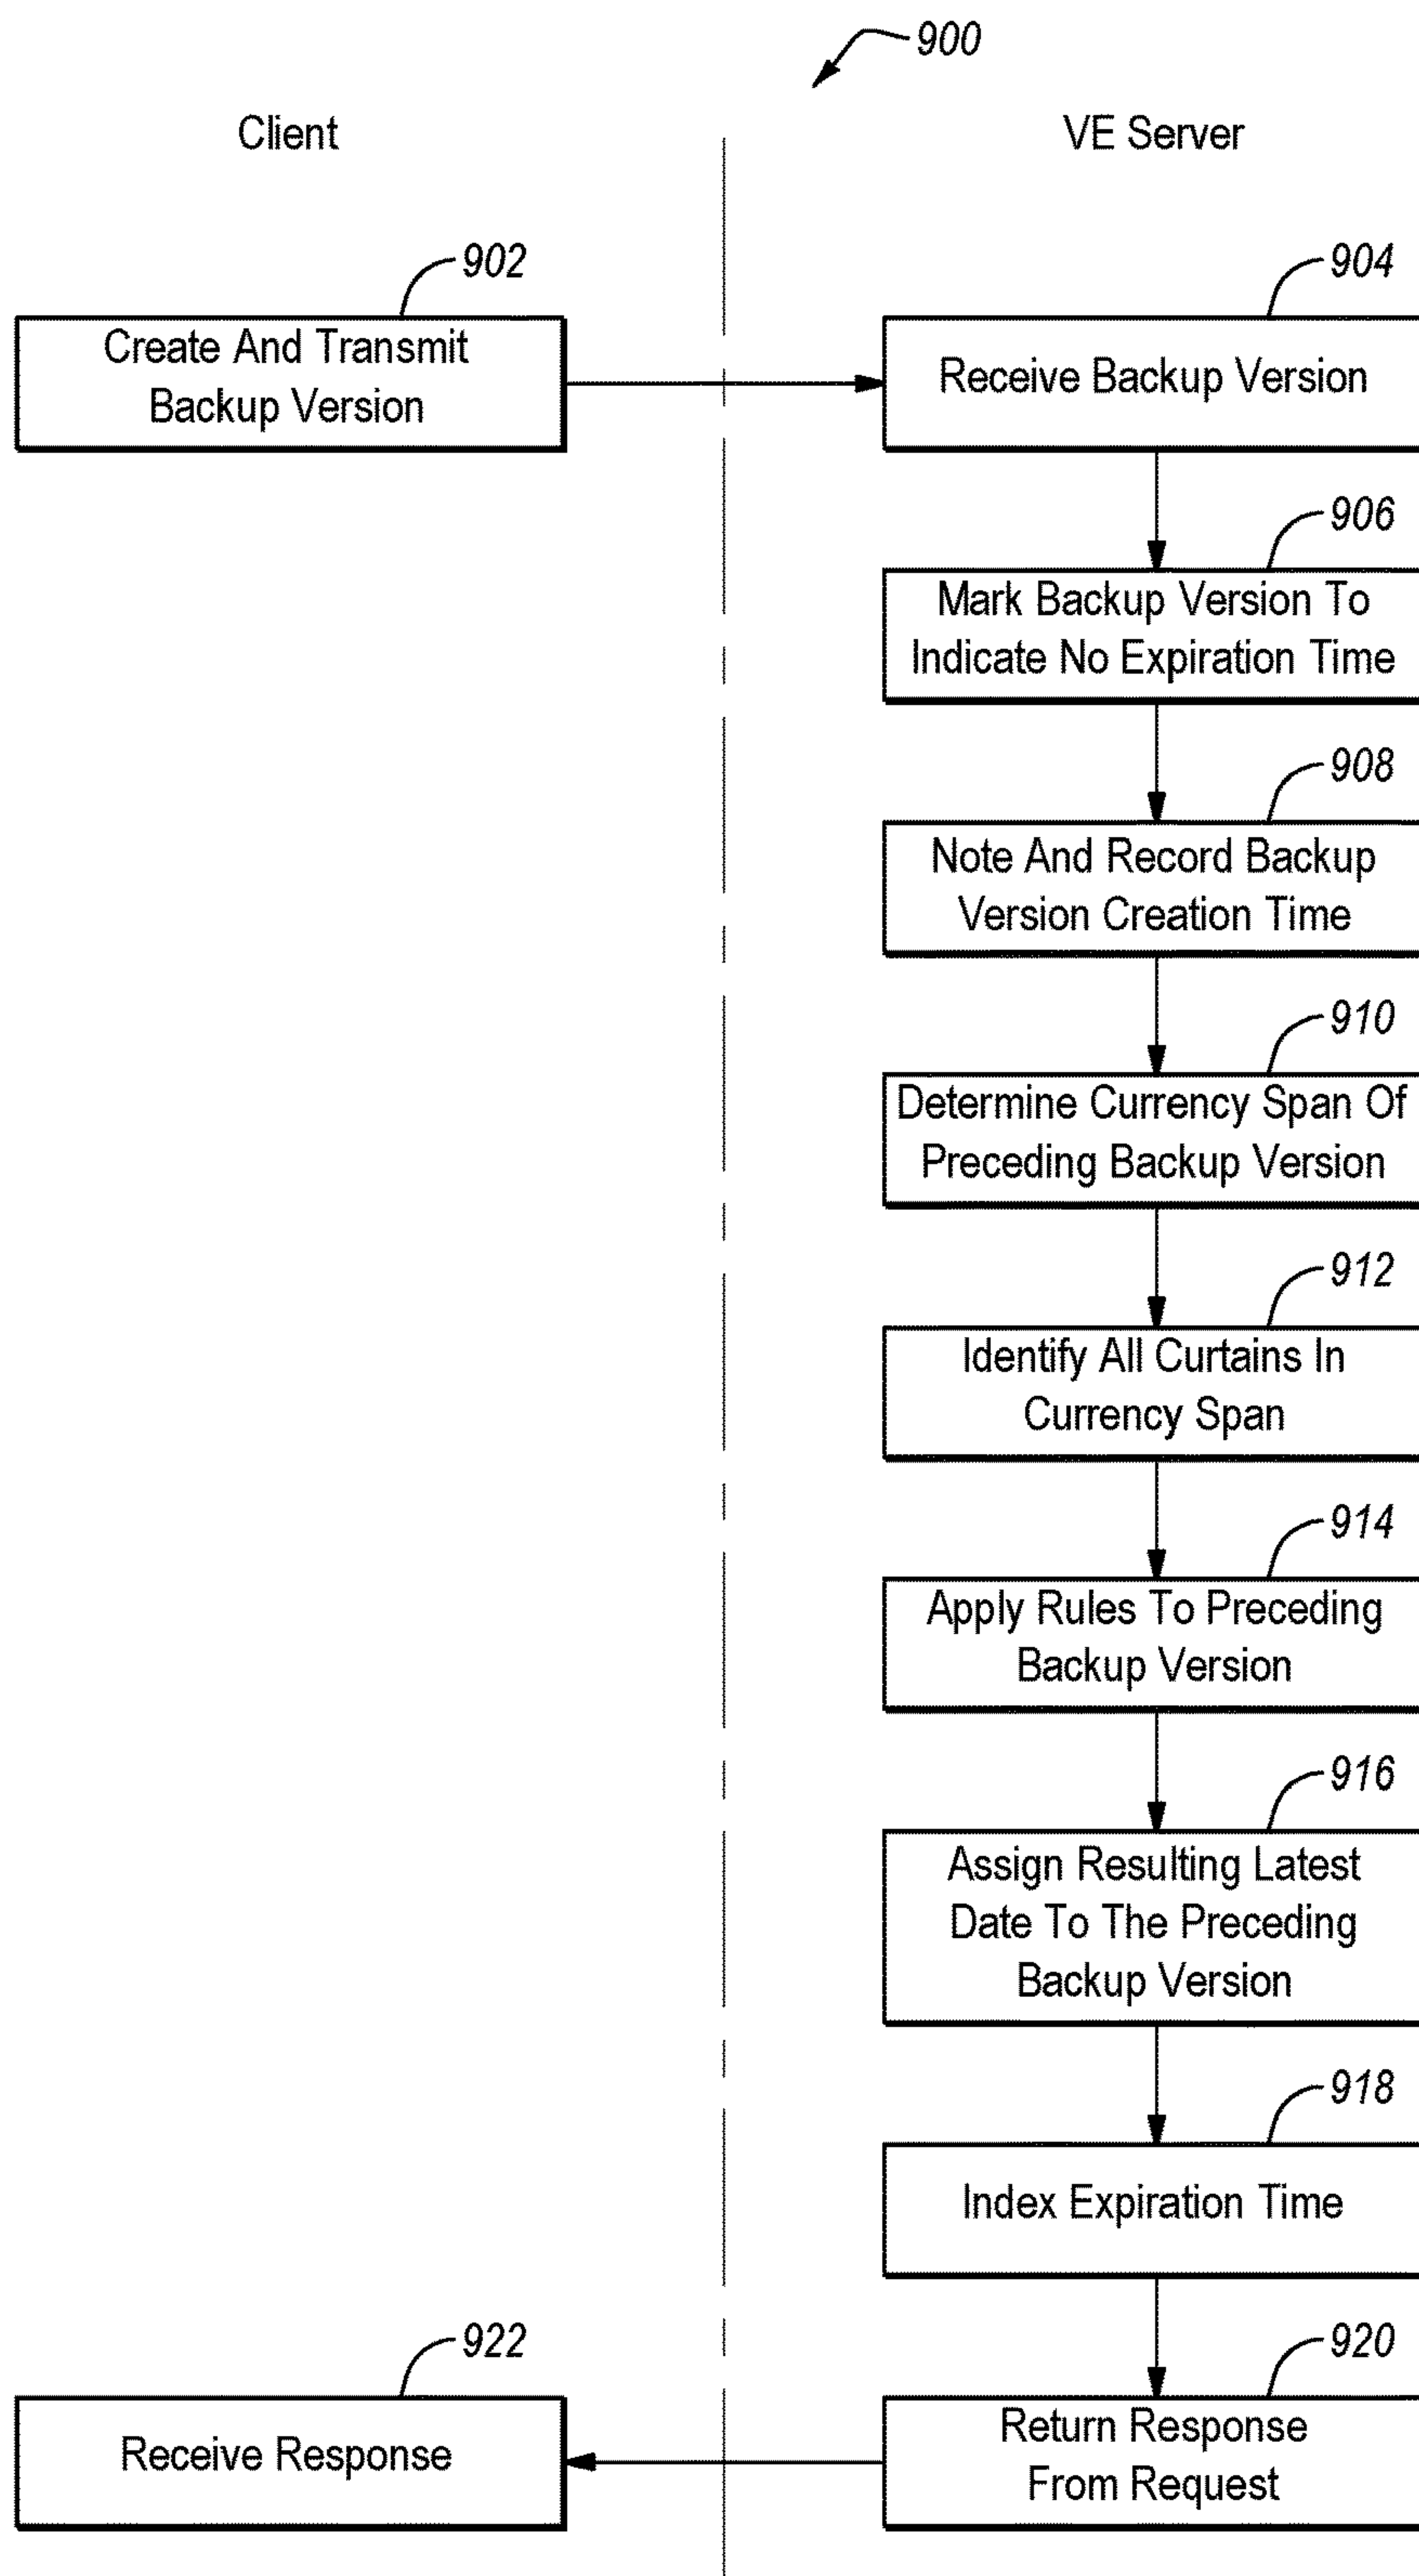 900
Client
VE Server
902
904
Create And Transmit
Backup Version
Receive Backup Version
906
Mark Backup Version To
Indicate No Expiration Time
908
Note And Record Backup
Version Creation Time
910
Determine Currency Span Of
Preceding Backup Version
912
Identify All Curtains In
Currency Span
914
Apply Rules To Preceding
Backup Version
916
Assign Resulting Latest
Date To The Preceding
Backup Version
918
Index Expiration Time
922
920
Receive Response
Return Response
From Request